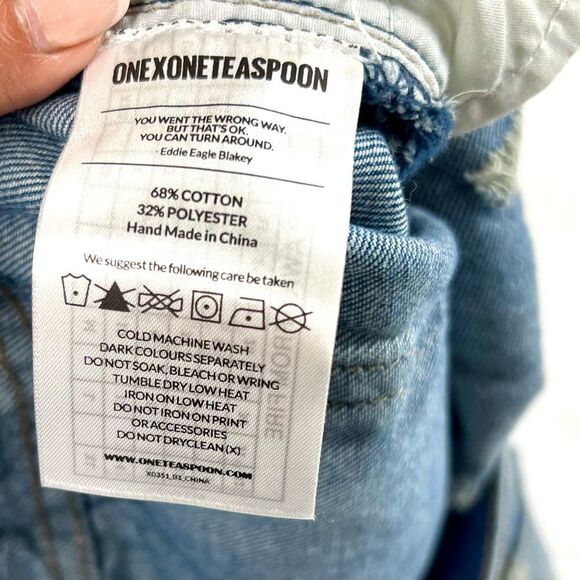 ONEXONETEASPOON
YOU WENT THE WRONG WAY.
BUT THAT'S OK.
YOU CAN TURN AROUND.
- Eddie Eagle Blakey
68% COTTON
32% POLYESTER
Hand Made in China
We suggest the following care be taken
COLD MACHINE WASH
DARK COLOURS SEPARATELY
DO NOT SOAK, BLEACH OR WRING
TUMBLE DRY LOW HEAT
IRON ON LOW HEAT
DO NOT IRON ON PRINT
OR ACCESSORIES
DO NOT DRYCLEAN (X)
WWW.ONETEASPOON.COM
X0351_01_CHINA